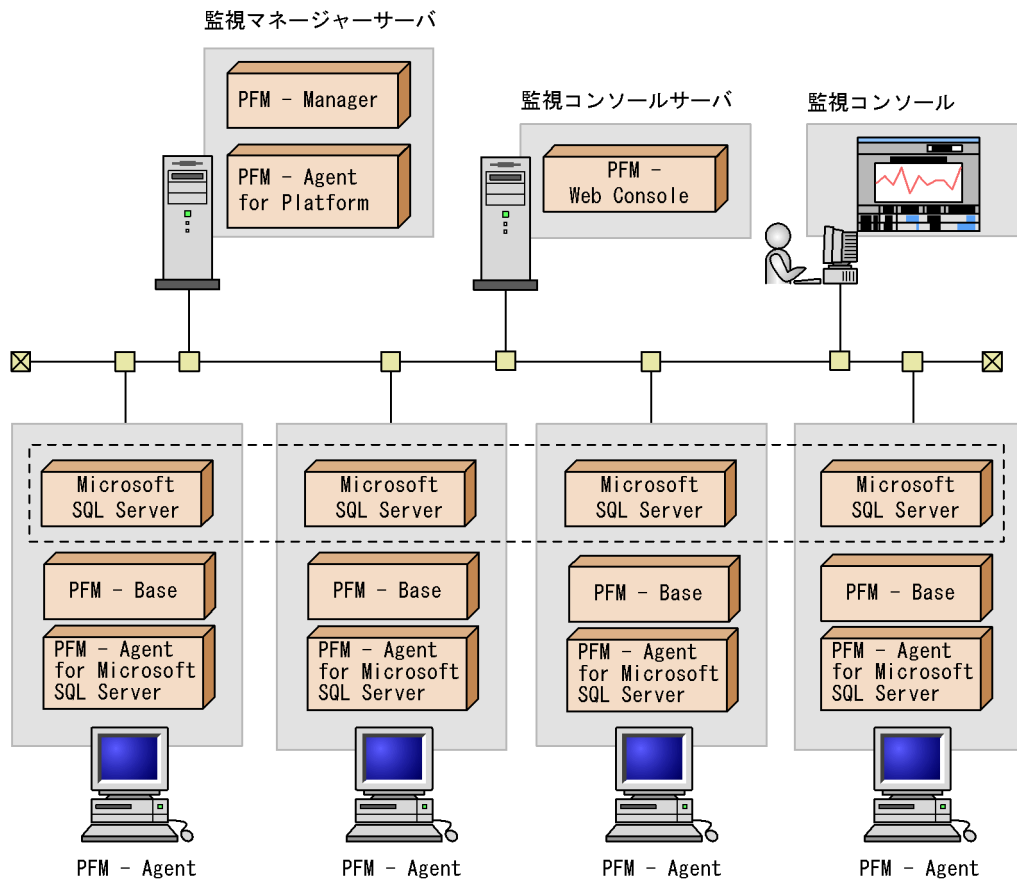 監視マネージャーサーバ
PFM − Manager
PFM − Agent
for Platform
監視コンソールサーバ
PFM −
Web Console
監視コンソール
Microsoft
SQL Server
Microsoft
SQL Server
Microsoft
SQL Server
Microsoft
SQL Server
PFM − Base
PFM − Base
PFM − Base
PFM − Base
PFM − Agent
for Microsoft
SQL Server
PFM − Agent
for Microsoft
SQL Server
PFM − Agent
for Microsoft
SQL Server
PFM − Agent
for Microsoft
SQL Server
PFM − Agent
PFM − Agent
PFM − Agent
PFM − Agent